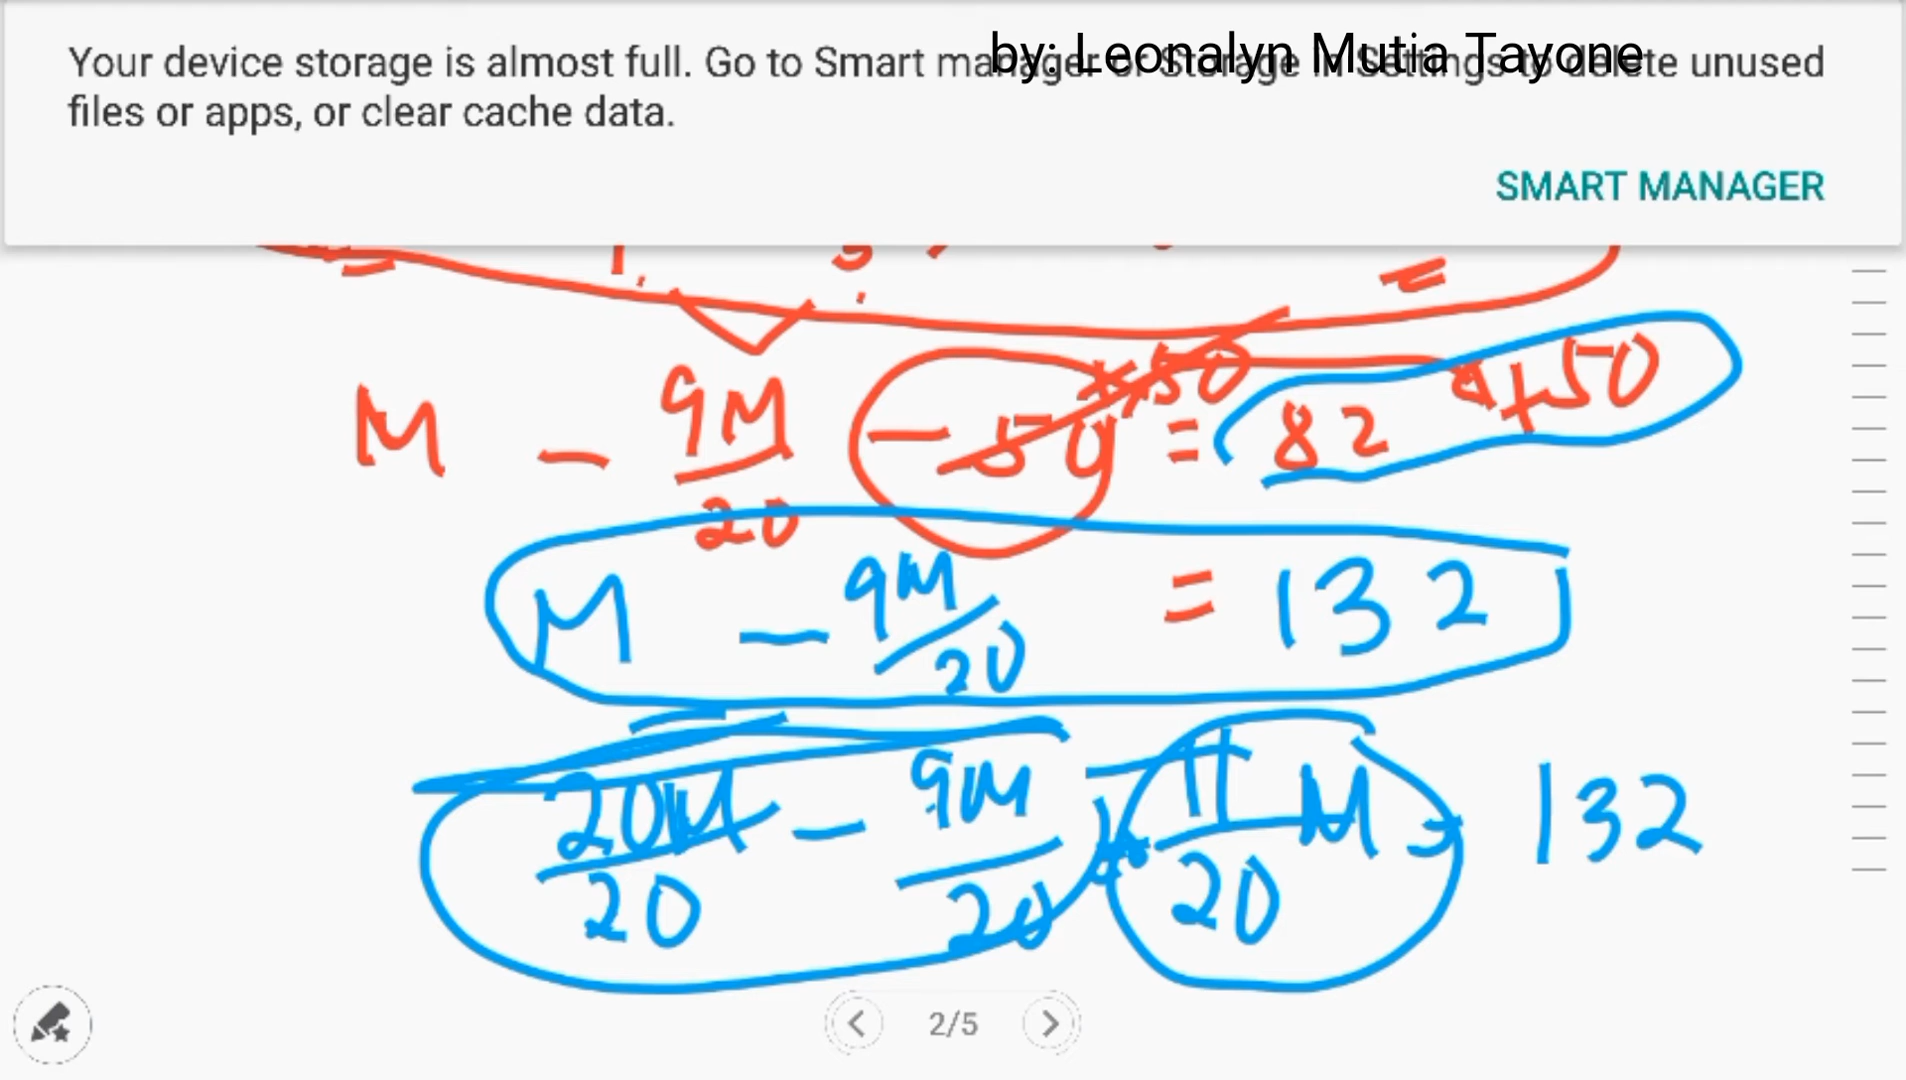 by: Leonalyn Mutia Tayone
Your device storage is almost full. Go to Smart manager or Storage in Settings to delete unused
files or apps, or clear cache data.
SMART MANAGER
M - 9M/20 - 50 +50 = 82 +50
M - 9M/20 = 132
20M/20 - 9M/20 = 11/20 M = 132
2/5